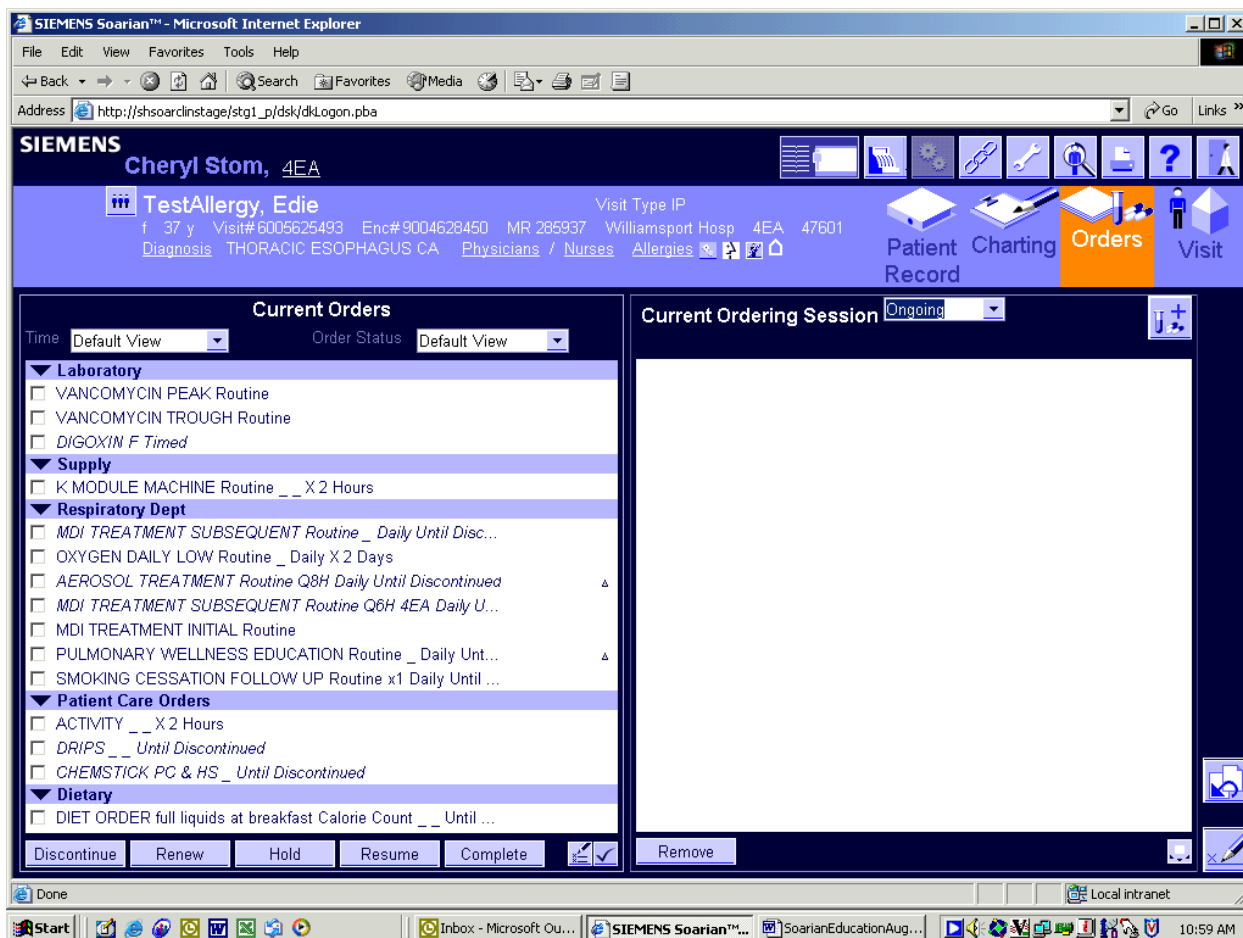 SIEMENS Soarian™ - Microsoft Internet Explorer
File Edit View Favorites Tools Help
Back Search Favorites Media
Address http://shsoarclinstage/stg1_p/dsk/dkLogon.pba Go Links »
SIEMENS
Cheryl Stom, 4EA
TestAllergy, Edie Visit Type IP
f 37 y Visit# 6005625493 Enc# 9004628450 MR 285937 Williamsport Hosp 4EA 47601
Diagnosis THORACIC ESOPHAGUS CA Physicians / Nurses Allergies
Patient Record Charting Orders Visit
Current Orders
Time Default View Order Status Default View
Laboratory
VANCOMYCIN PEAK Routine
VANCOMYCIN TROUGH Routine
DIGOXIN F Timed
Supply
K MODULE MACHINE Routine _ _ X 2 Hours
Respiratory Dept
MDI TREATMENT SUBSEQUENT Routine _ Daily Until Disc...
OXYGEN DAILY LOW Routine _ Daily X 2 Days
AEROSOL TREATMENT Routine Q8H Daily Until Discontinued
MDI TREATMENT SUBSEQUENT Routine Q6H 4EA Daily U...
MDI TREATMENT INITIAL Routine
PULMONARY WELLNESS EDUCATION Routine _ Daily Unt...
SMOKING CESSATION FOLLOW UP Routine x1 Daily Until ...
Patient Care Orders
ACTIVITY _ _ X 2 Hours
DRIPS _ _ Until Discontinued
CHEMSTICK PC & HS _ Until Discontinued
Dietary
DIET ORDER full liquids at breakfast Calorie Count _ _ Until ...
Discontinue Renew Hold Resume Complete
Current Ordering Session Ongoing
Remove
Done Local intranet
Start Inbox - Microsoft Ou... SIEMENS Soarian™... SoarianEducationAug... 10:59 AM